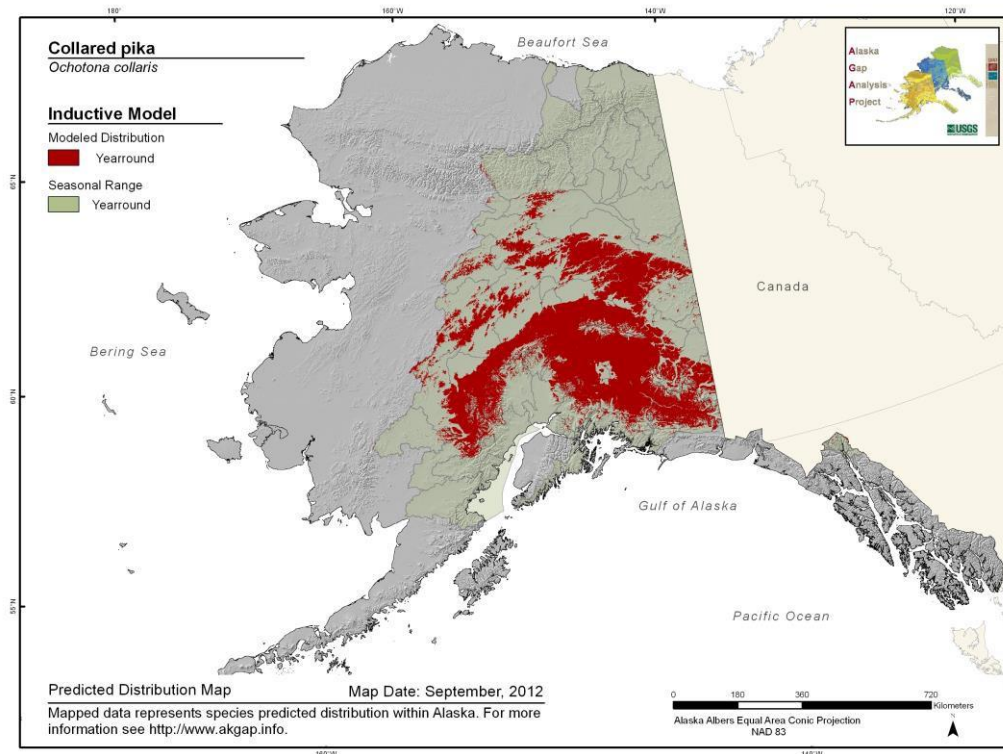 180°
160°W
140°W
120°W
Collared pika
Ochotona collaris
Inductive Model
Modeled Distribution
Yearround
Seasonal Range
Yearround
Beaufort Sea
Alaska
Gap
Analysis
Project
USGS
65°N
Canada
Bering Sea
60°N
Gulf of Alaska
55°N
Pacific Ocean
Predicted Distribution Map
Map Date: September, 2012
Mapped data represents species predicted distribution within Alaska. For more
information see http://www.akgap.info.
0 180 360 720
Kilometers
Alaska Albers Equal Area Conic Projection
NAD 83
N
160°W
140°W